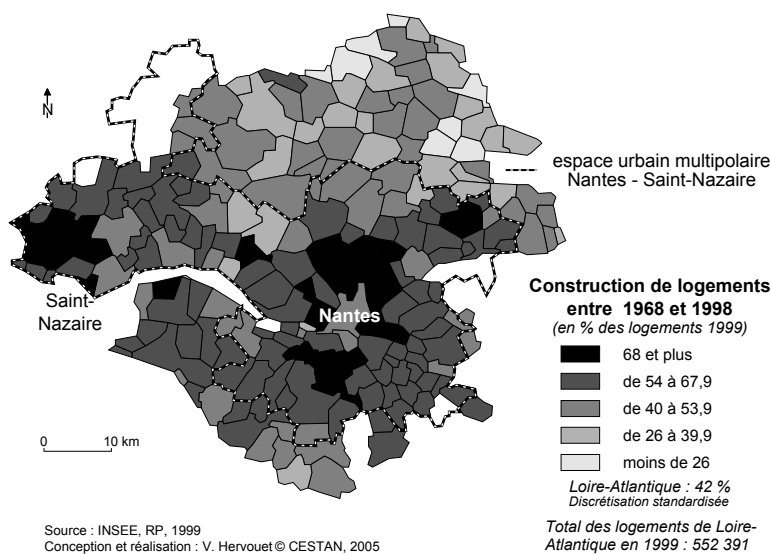 N
espace urbain multipolaire
Nantes - Saint-Nazaire
Saint-
Nazaire
Nantes
Construction de logements
entre 1968 et 1998
(en % des logements 1999)
68 et plus
de 54 à 67,9
de 40 à 53,9
de 26 à 39,9
moins de 26
Loire-Atlantique : 42 %
Discrétisation standardisée
Total des logements de Loire-
Atlantique en 1999 : 552 391
0 10 km
Source : INSEE, RP, 1999
Conception et réalisation : V. Hervouet © CESTAN, 2005